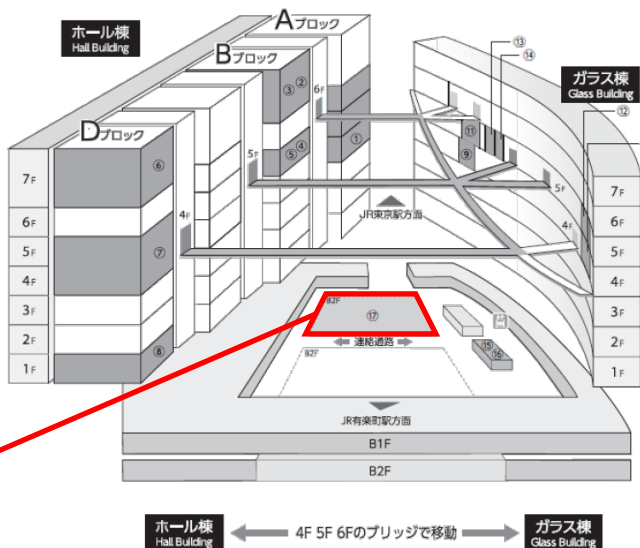 Aブロック
ホール棟
Hall Building
Bブロック
⑬
⑭
ガラス棟
Glass Building
⑫
6F
③ ②
⑪
Dブロック
①
⑤ ④
⑨
⑥
5F
5F
7F
7F
JR東京駅方面
4F
4F
6F
6F
5F
⑦
5F
4F
4F
3F
B2F
3F
⑰
2F
連絡通路
⑮
2F
B2F
⑯
1F
⑧
1F
JR有楽町駅方面
B1F
B2F
ホール棟
Hall Building
4F 5F 6Fのブリッジで移動
ガラス棟
Glass Building